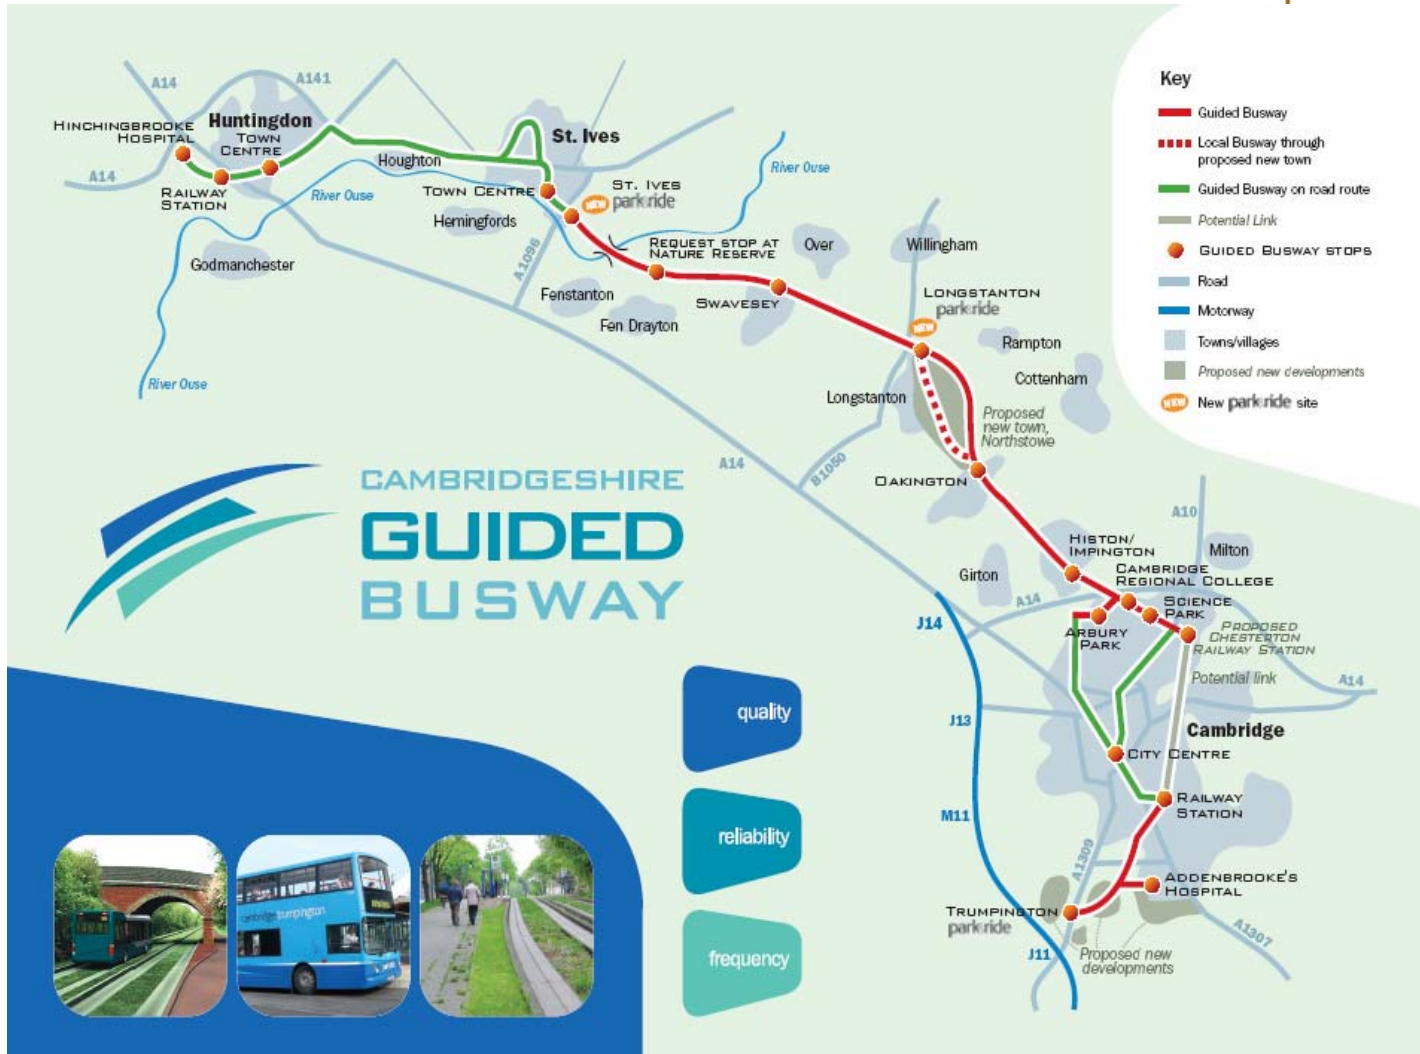 Key
Guided Busway
Local Busway through
proposed new town
Guided Busway on road route
Potential Link
GUIDED BUSWAY STOPS
Road
Motorway
Towns/villages
Proposed new developments
NEW New park&ride site
A14
A141
HINCHINGBROOKE
HOSPITAL
Huntingdon
TOWN
CENTRE
A14
RAILWAY
STATION
Houghton
St. Ives
River Ouse
River Ouse
TOWN CENTRE
ST. IVES
NEW park&ride
Hemingfords
Godmanchester
A1096
REQUEST STOP AT
NATURE RESERVE
Over
Willingham
Fenstanton
Fen Drayton
SWAVESEY
LONGSTANTON
park&ride
NEW
River Ouse
Rampton
Cottenham
Longstanton
Proposed
new town,
Northstowe
A14
B1050
OAKINGTON
CAMBRIDGESHIRE
GUIDED
BUSWAY
A10
HISTON/
IMPINGTON
Milton
Girton
CAMBRIDGE
REGIONAL COLLEGE
A14
SCIENCE
PARK
J14
ARBURY
PARK
PROPOSED
CHESTERTON
RAILWAY STATION
Potential link
A14
J13
Cambridge
CITY CENTRE
RAILWAY
STATION
M11
A1309
ADDENBROOKE'S
HOSPITAL
TRUMPINGTON
park&ride
J11
Proposed new
developments
A1307
quality
reliability
frequency